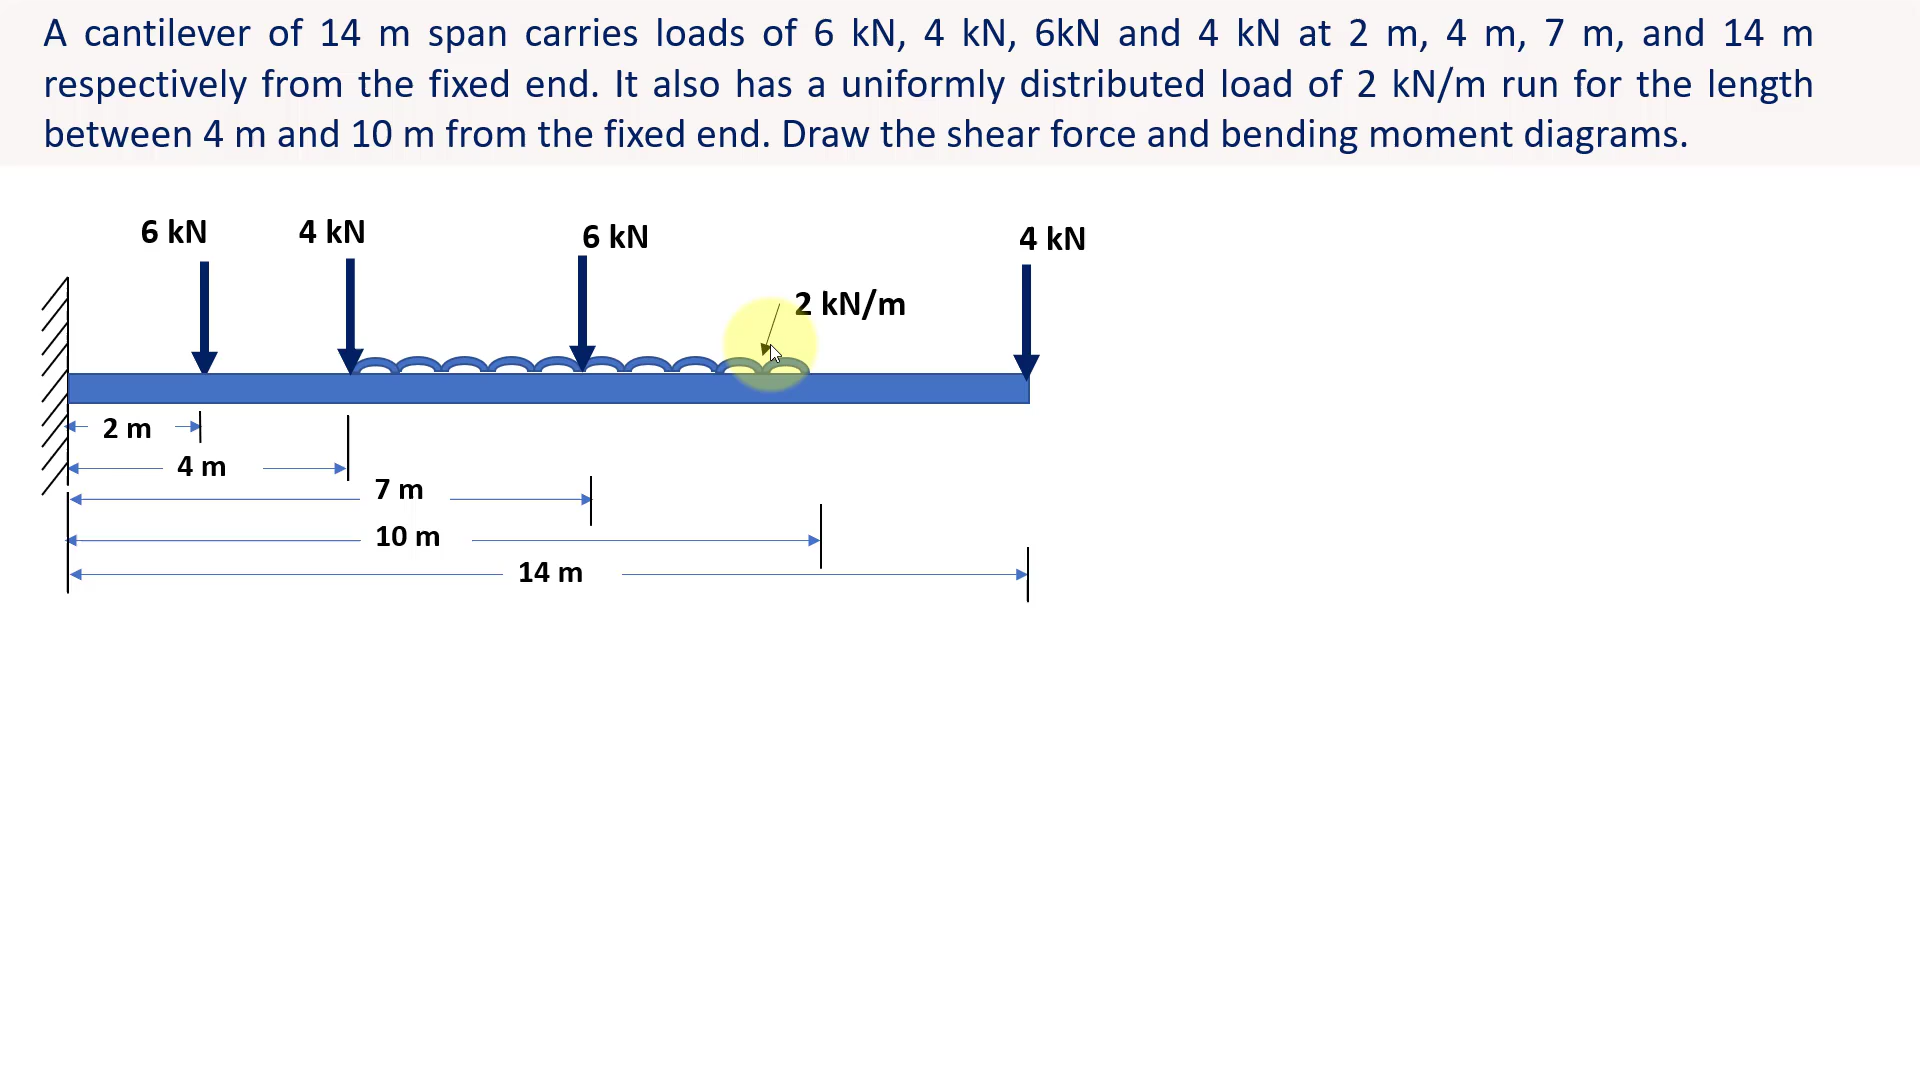 A cantilever of 14 m span carries loads of 6 kN, 4 kN, 6kN and 4 kN at 2 m, 4 m, 7 m, and 14 m
respectively from the fixed end. It also has a uniformly distributed load of 2 kN/m run for the length
between 4 m and 10 m from the fixed end. Draw the shear force and bending moment diagrams.
6 kN
4 kN
6 kN
4 kN
2 kN/m
2 m
4 m
7 m
10 m
14 m